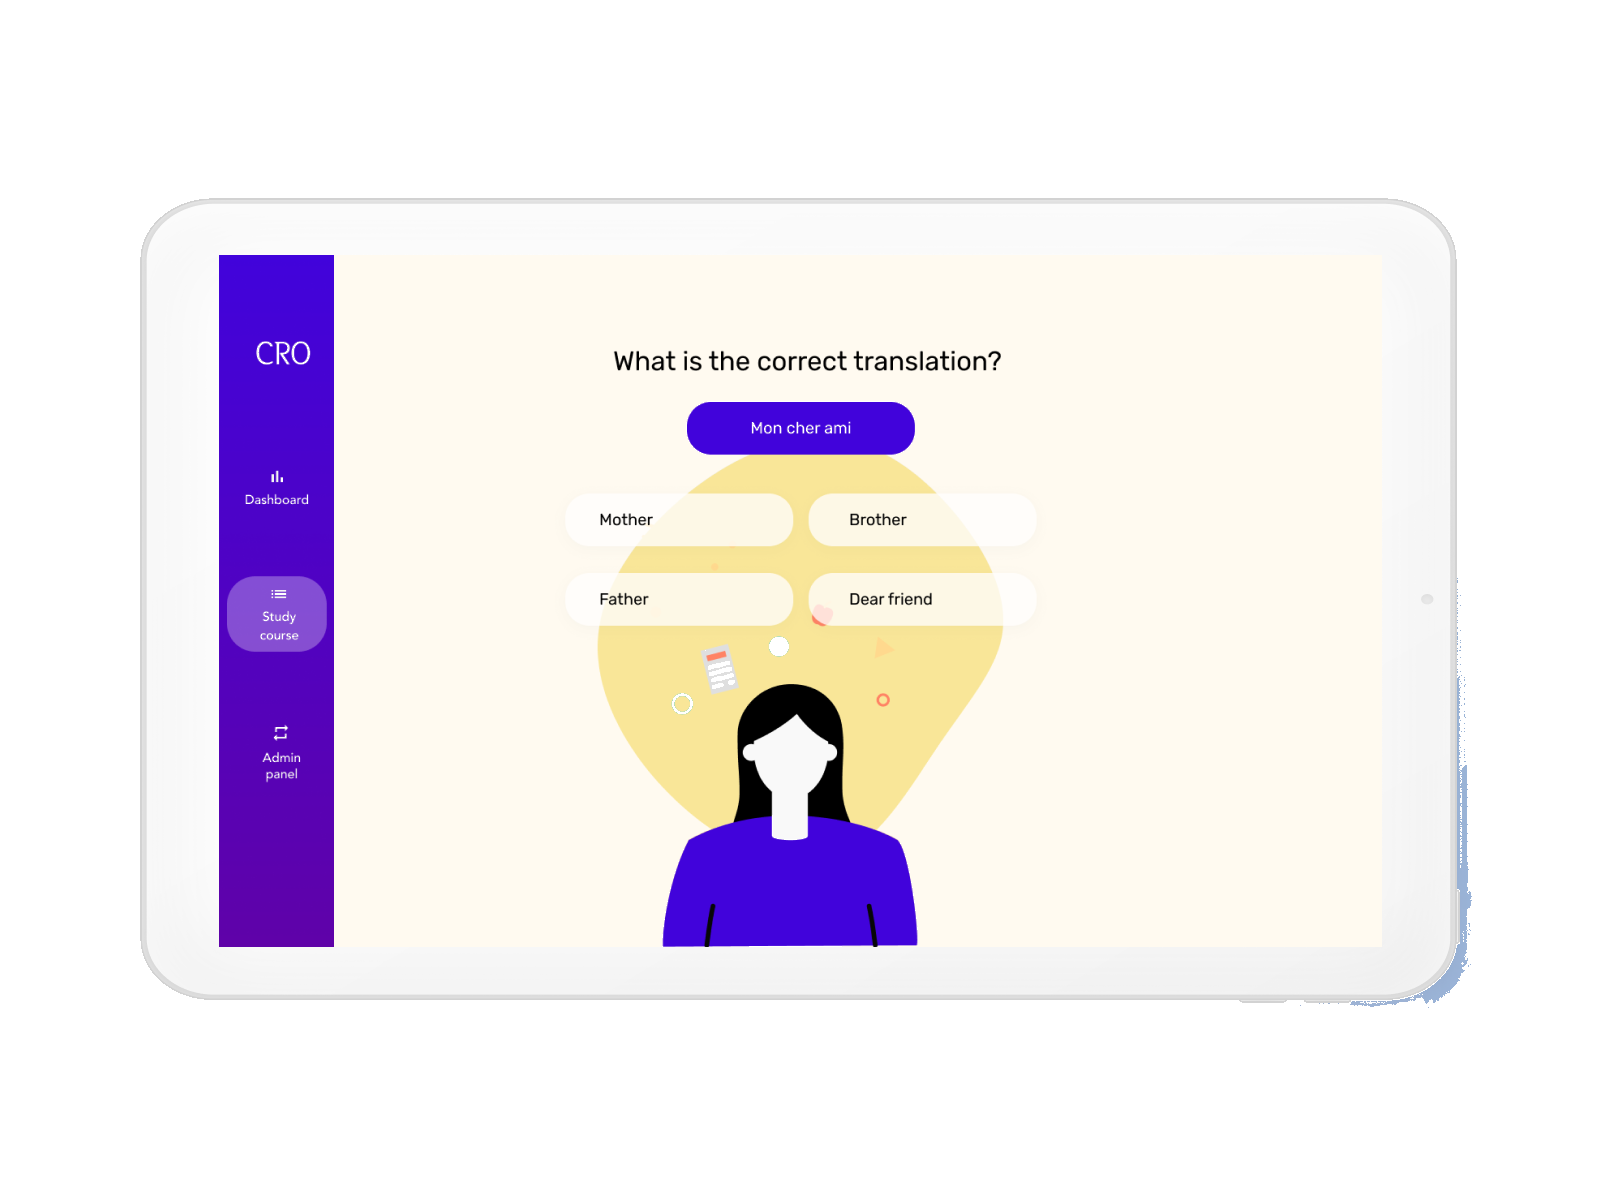 CRO
Dashboard
Study
course
Admin
panel
What is the correct translation?
Mon cher ami
Mother
Brother
Father
Dear friend